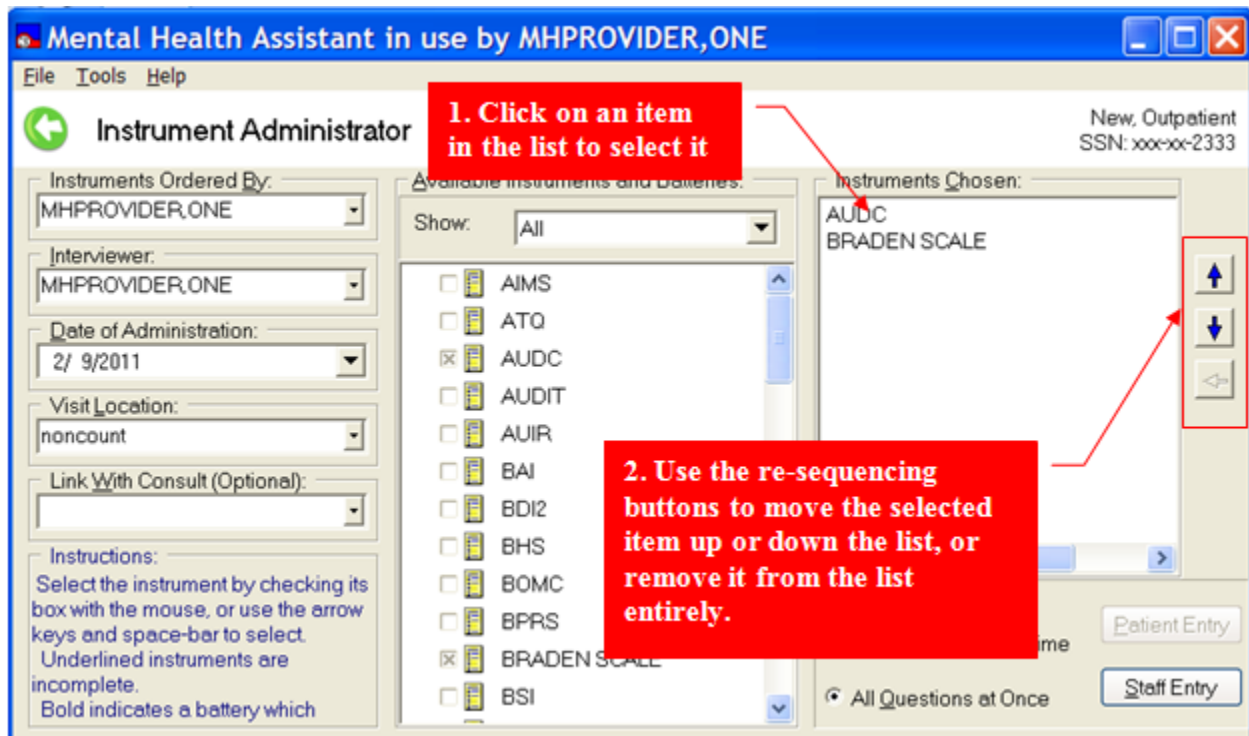 Mental Health Assistant in use by MHPROVIDER,ONE
File Tools Help
Instrument Administrator
New, Outpatient
SSN: xxx-xx-2333
1. Click on an item
in the list to select it
Instruments Ordered By:
MHPROVIDER,ONE
Interviewer:
MHPROVIDER,ONE
Date of Administration:
2/ 9/2011
Visit Location:
noncount
Link With Consult (Optional):
Instructions:
Select the instrument by checking its
box with the mouse, or use the arrow
keys and space-bar to select.
Underlined instruments are
incomplete.
Bold indicates a battery which
Available Instruments and Batteries:
Show: All
AIMS
ATQ
AUDC
AUDIT
AUIR
BAI
BDI2
BHS
BOMC
BPRS
BRADEN SCALE
BSI
Instruments Chosen:
AUDC
BRADEN SCALE
2. Use the re-sequencing
buttons to move the selected
item up or down the list, or
remove it from the list
entirely.
All Questions at Once
Patient Entry
Staff Entry